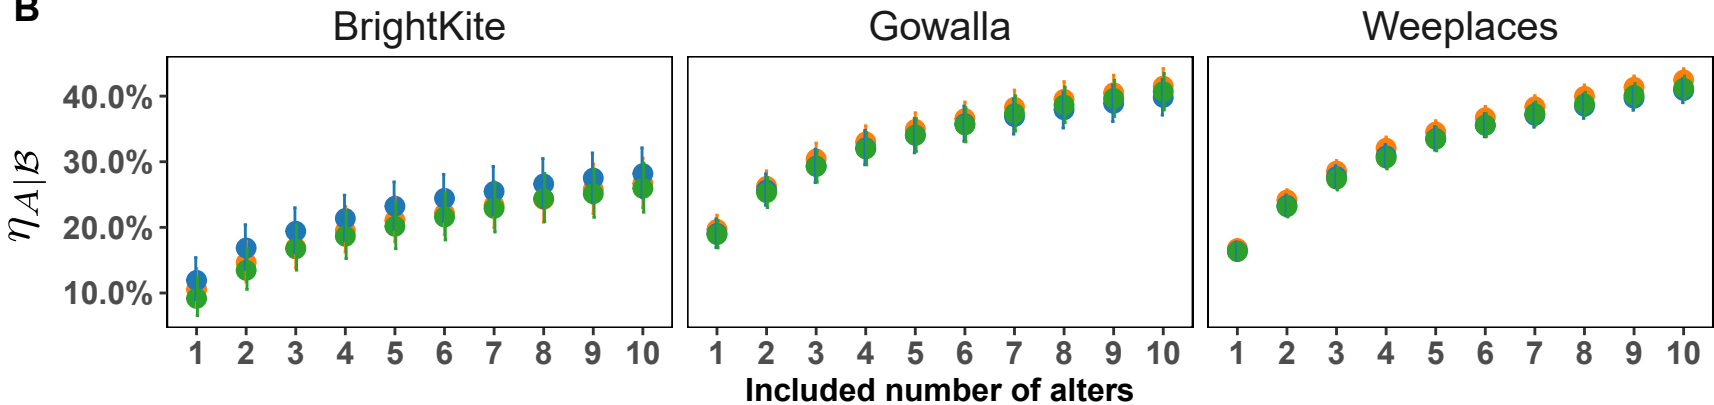 B
BrightKite Gowalla Weeplaces
η_{A|ℬ}
40.0%
30.0%
20.0%
10.0%
1 2 3 4 5 6 7 8 9 10 1 2 3 4 5 6 7 8 9 10 1 2 3 4 5 6 7 8 9 10
Included number of alters